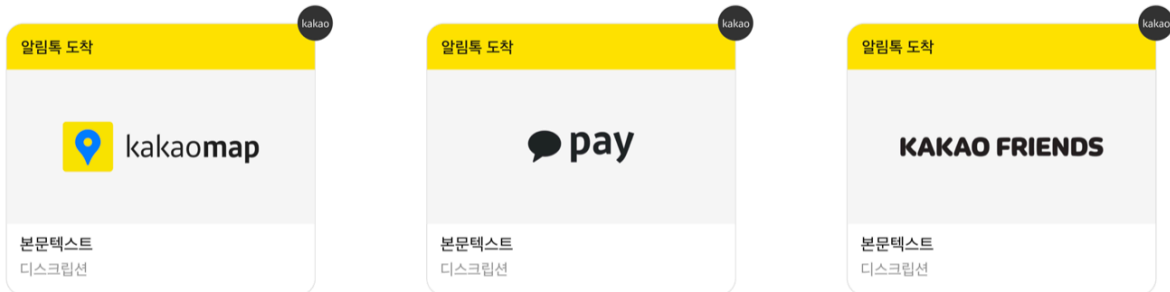 kakao
알림톡 도착
kakaomap
본문텍스트
디스크립션
kakao
알림톡 도착
pay
본문텍스트
디스크립션
kakao
알림톡 도착
KAKAO FRIENDS
본문텍스트
디스크립션